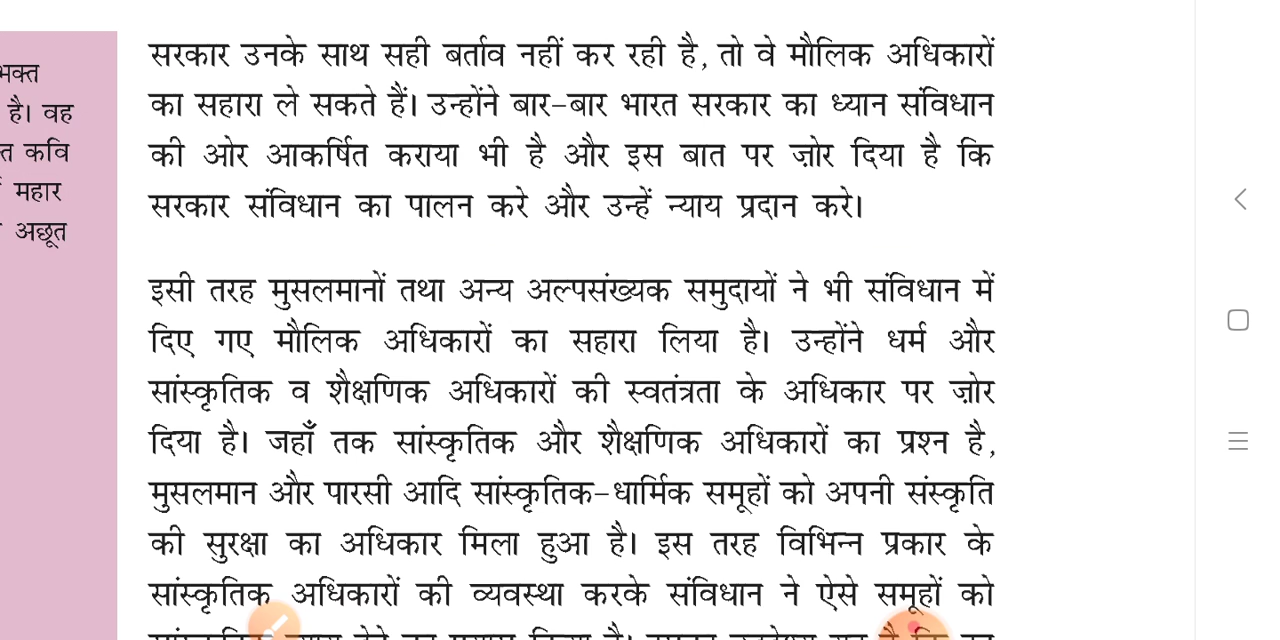 भक्त
है। वह
त कवि
महार
अछूत
सरकार उनके साथ सही बर्ताव नहीं कर रही है, तो वे मौलिक अधिकारों
का सहारा ले सकते हैं। उन्होंने बार-बार भारत सरकार का ध्यान संविधान
की ओर आकर्षित कराया भी है और इस बात पर ज़ोर दिया है कि
सरकार संविधान का पालन करे और उन्हें न्याय प्रदान करे।
इसी तरह मुसलमानों तथा अन्य अल्पसंख्यक समुदायों ने भी संविधान में
दिए गए मौलिक अधिकारों का सहारा लिया है। उन्होंने धर्म और
सांस्कृतिक व शैक्षणिक अधिकारों की स्वतंत्रता के अधिकार पर ज़ोर
दिया है। जहाँ तक सांस्कृतिक और शैक्षणिक अधिकारों का प्रश्न है,
मुसलमान और पारसी आदि सांस्कृतिक-धार्मिक समूहों को अपनी संस्कृति
की सुरक्षा का अधिकार मिला हुआ है। इस तरह विभिन्न प्रकार के
सांस्कृतिक अधिकारों की व्यवस्था करके संविधान ने ऐसे समूहों को